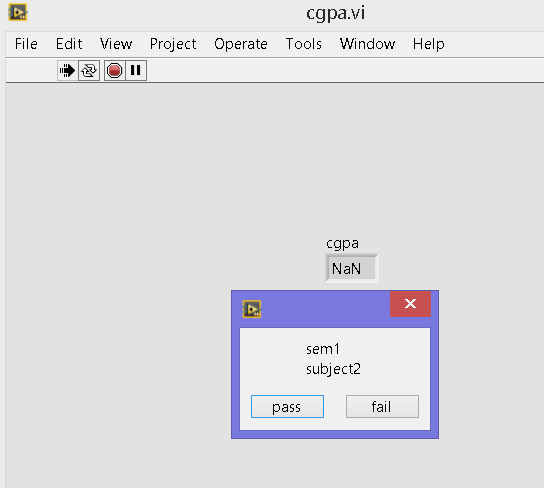 cgpa.vi
File Edit View Project Operate Tools Window Help
cgpa
NaN
sem1
subject2
pass fail